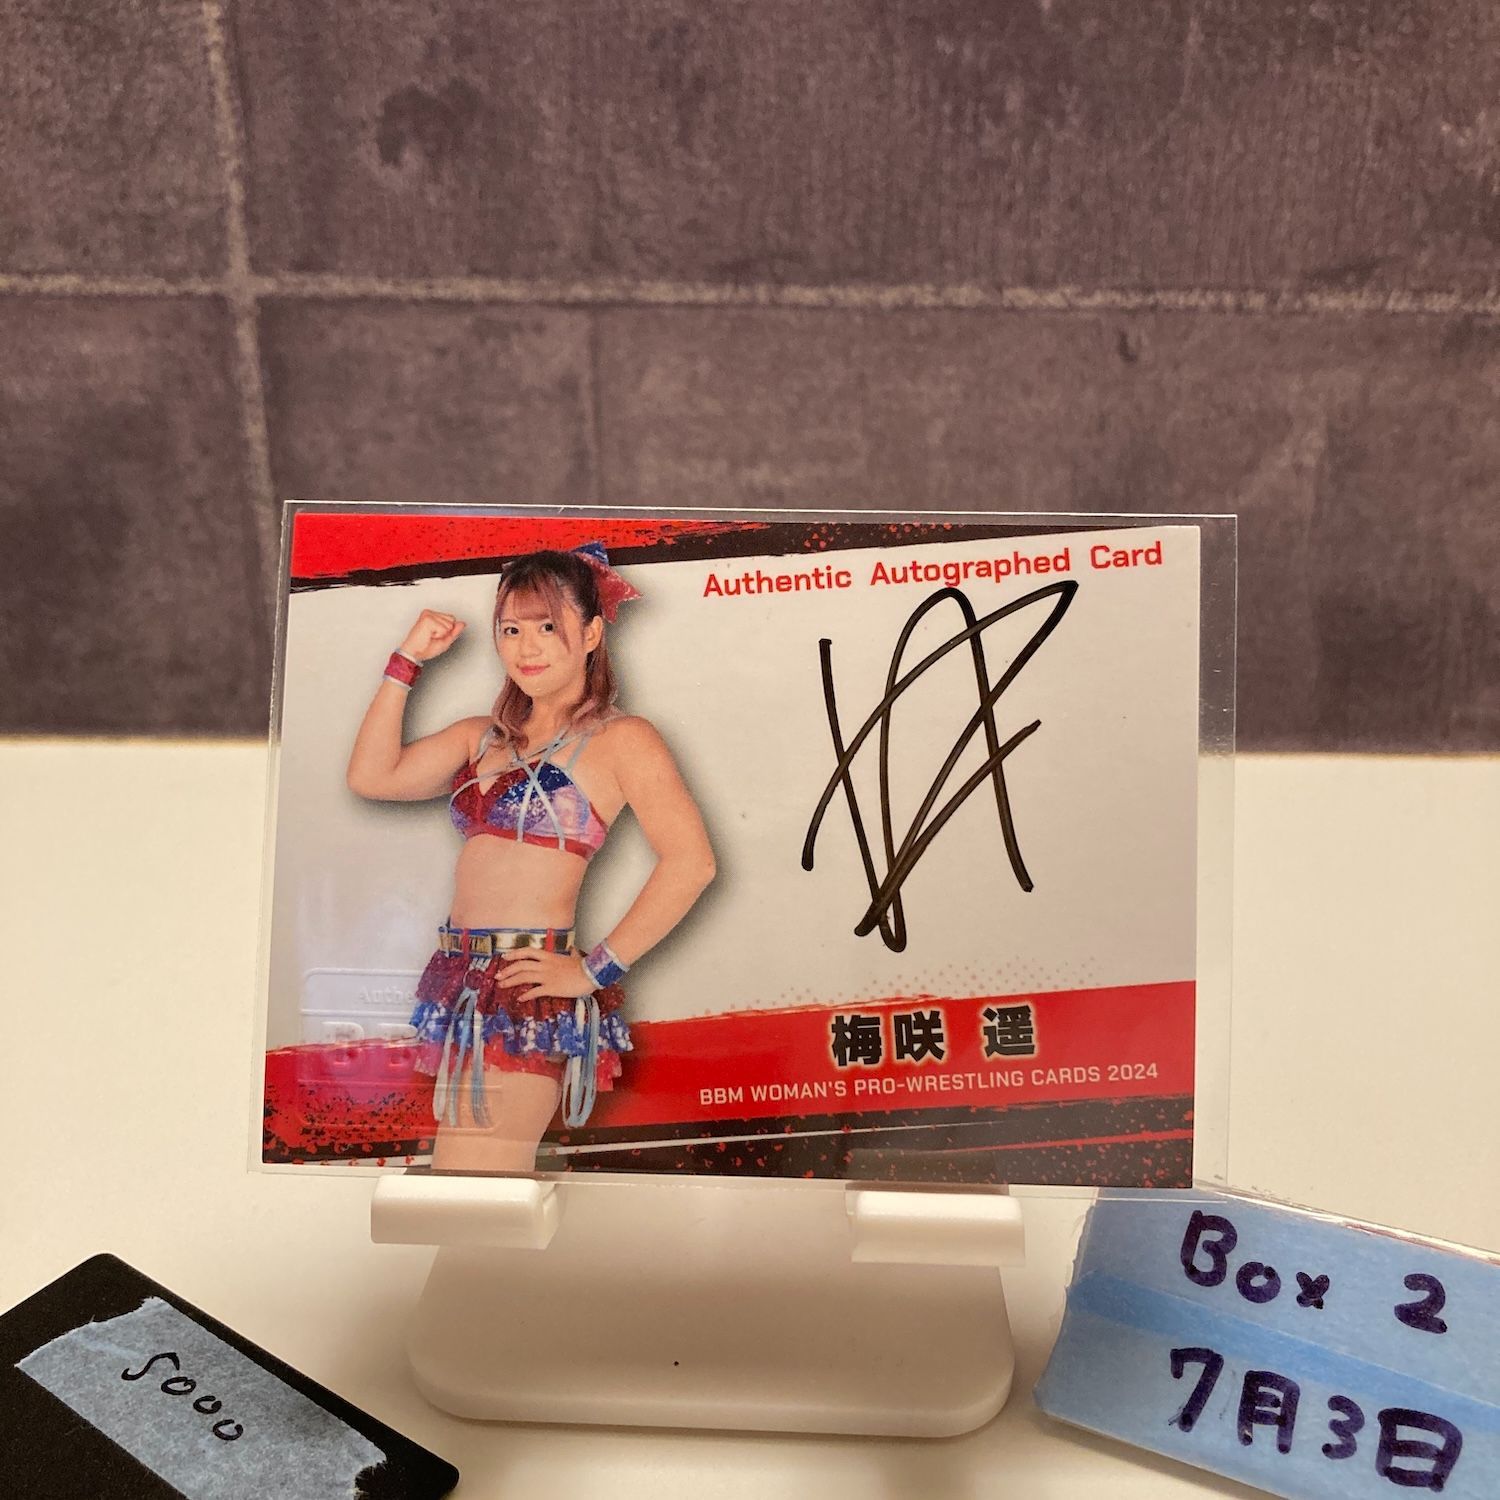 Authentic Autographed Card
梅咲 遥
BBM WOMAN'S PRO-WRESTLING CARDS 2024
5000
Box 2
7月3日